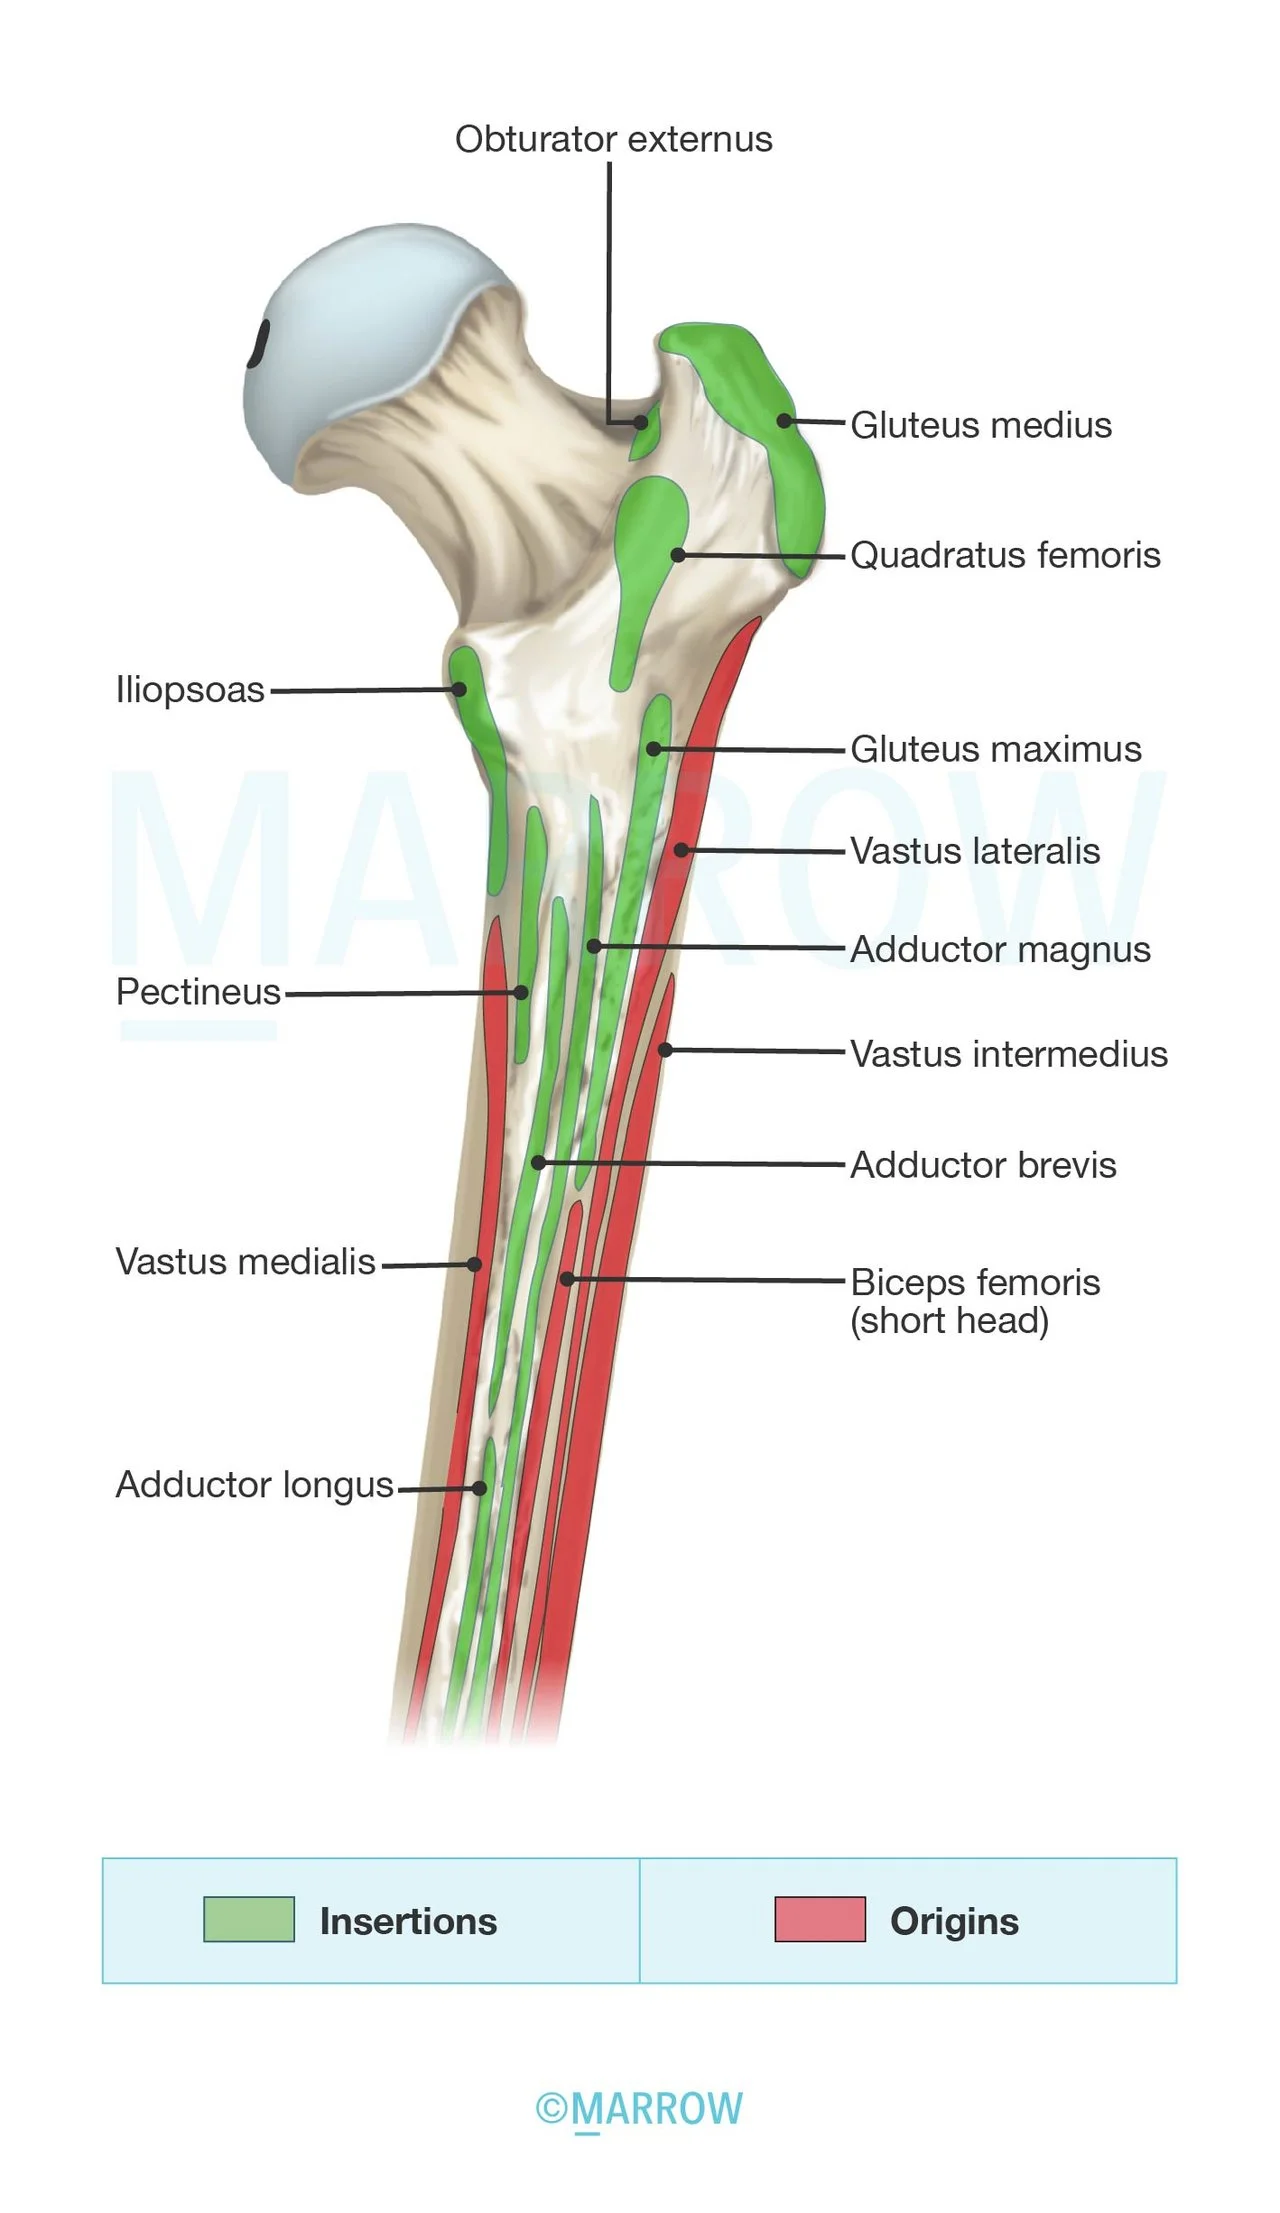 Obturator externus
Gluteus medius
Quadratus femoris
Iliopsoas
Gluteus maximus
MARROW
Vastus lateralis
Adductor magnus
Pectineus
Vastus intermedius
Adductor brevis
Vastus medialis
Biceps femoris
(short head)
Adductor longus
Insertions
Origins
©MARROW